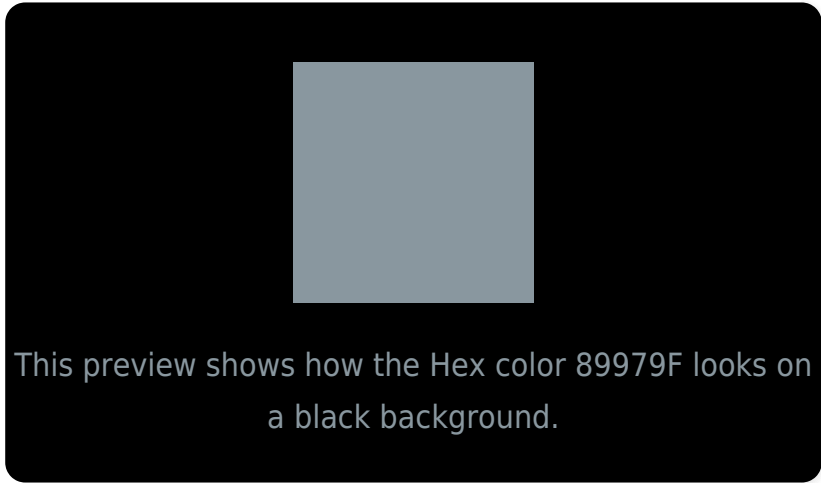 This preview shows how the Hex color 89979F looks on
a black background.